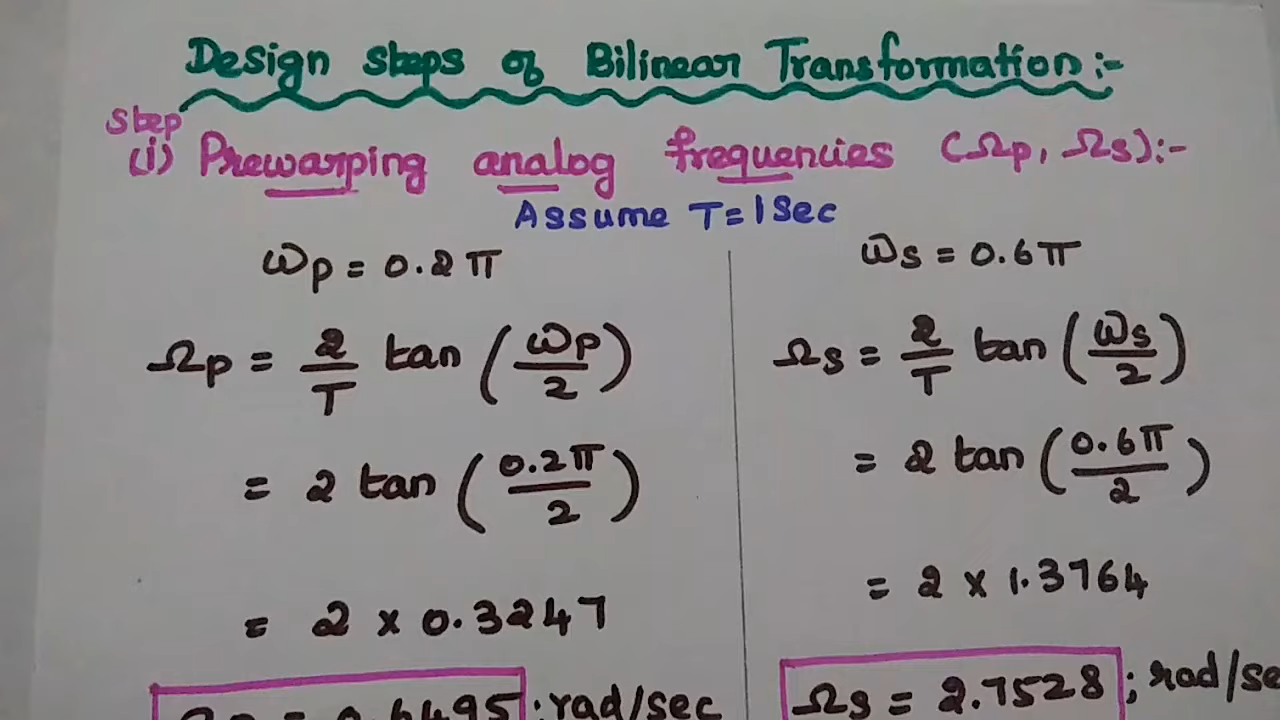 Design steps of Bilinear Transformation:-
Step
(i) Prewarping analog frequencies (Ωp, Ωs):-
Assume T=1Sec
ωp = 0.2π
Ωp = 2/T tan (ωp/2)
= 2 tan (0.2π/2)
= 2 x 0.3247
0.6495; rad/sec
ωs = 0.6π
Ωs = 2/T tan (ωs/2)
= 2 tan (0.6π/2)
= 2 x 1.3764
Ωs = 2.7528; rad/se